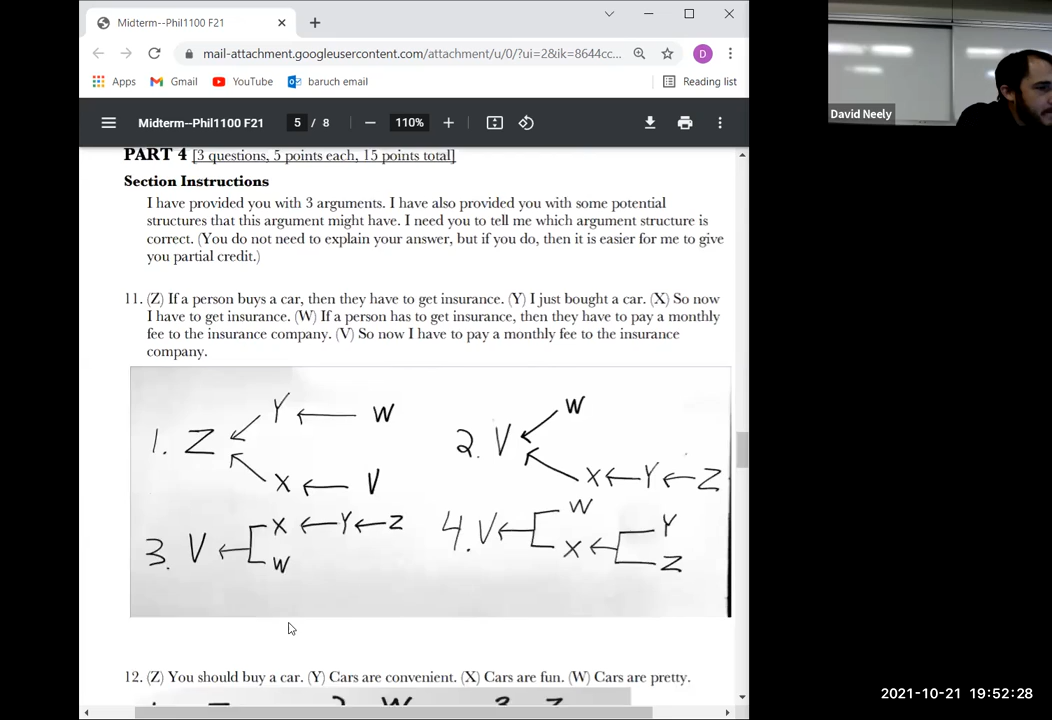 Midterm--Phil1100 F21
mail-attachment.googleusercontent.com/attachment/u/0/?ui=2&ik=8644cc...
D
Apps
Gmail
YouTube
baruch email
Reading list
Midterm--Phil1100 F21
5 / 8
110%
PART 4 [3 questions, 5 points each, 15 points total]
Section Instructions
I have provided you with 3 arguments. I have also provided you with some potential
structures that this argument might have. I need you to tell me which argument structure is
correct. (You do not need to explain your answer, but if you do, then it is easier for me to give
you partial credit.)
11. (Z) If a person buys a car, then they have to get insurance. (Y) I just bought a car. (X) So now
I have to get insurance. (W) If a person has to get insurance, then they have to pay a monthly
fee to the insurance company. (V) So now I have to pay a monthly fee to the insurance
company.
1. Z Y W
X V
2. V W
X Y Z
3. V X Y Z
W
4. V W
X Y
Z
12. (Z) You should buy a car. (Y) Cars are convenient. (X) Cars are fun. (W) Cars are pretty.
David Neely
2021-10-21 19:52:28